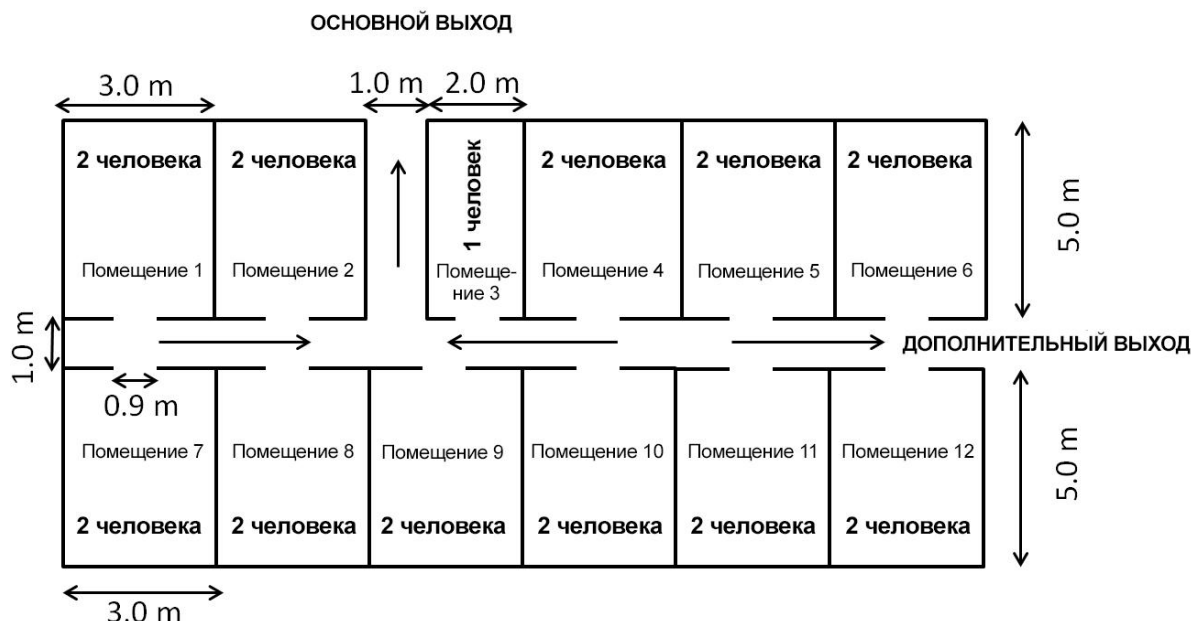 ОСНОВНОЙ ВЫХОД
3.0 m
1.0 m
2.0 m
2 человека
2 человека
1 человек
2 человека
2 человека
2 человека
5.0 m
Помещение 1
Помещение 2
Помеще-
ние 3
Помещение 4
Помещение 5
Помещение 6
1.0 m
ДОПОЛНИТЕЛЬНЫЙ ВЫХОД
0.9 m
Помещение 7
Помещение 8
Помещение 9
Помещение 10
Помещение 11
Помещение 12
5.0 m
2 человека
2 человека
2 человека
2 человека
2 человека
2 человека
3.0 m